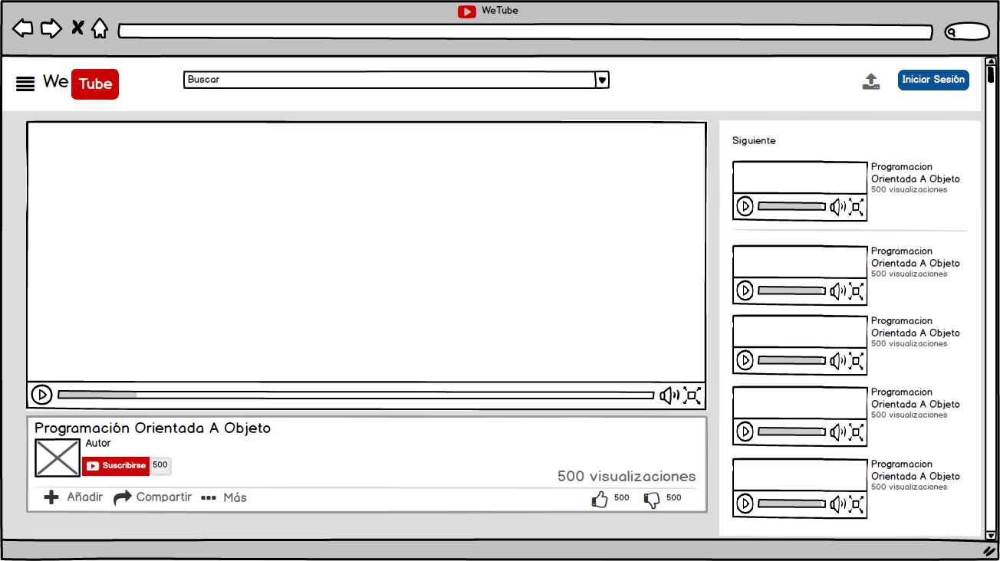 WeTube
We Tube
Buscar
Iniciar Sesión
Siguiente
Programacion
Orientada A Objeto
500 visualizaciones
Programacion
Orientada A Objeto
500 visualizaciones
Programacion
Orientada A Objeto
500 visualizaciones
Programacion
Orientada A Objeto
500 visualizaciones
Programacion
Orientada A Objeto
500 visualizaciones
Programación Orientada A Objeto
Autor
Suscribirse 500
500 visualizaciones
Añadir Compartir Más 500 500